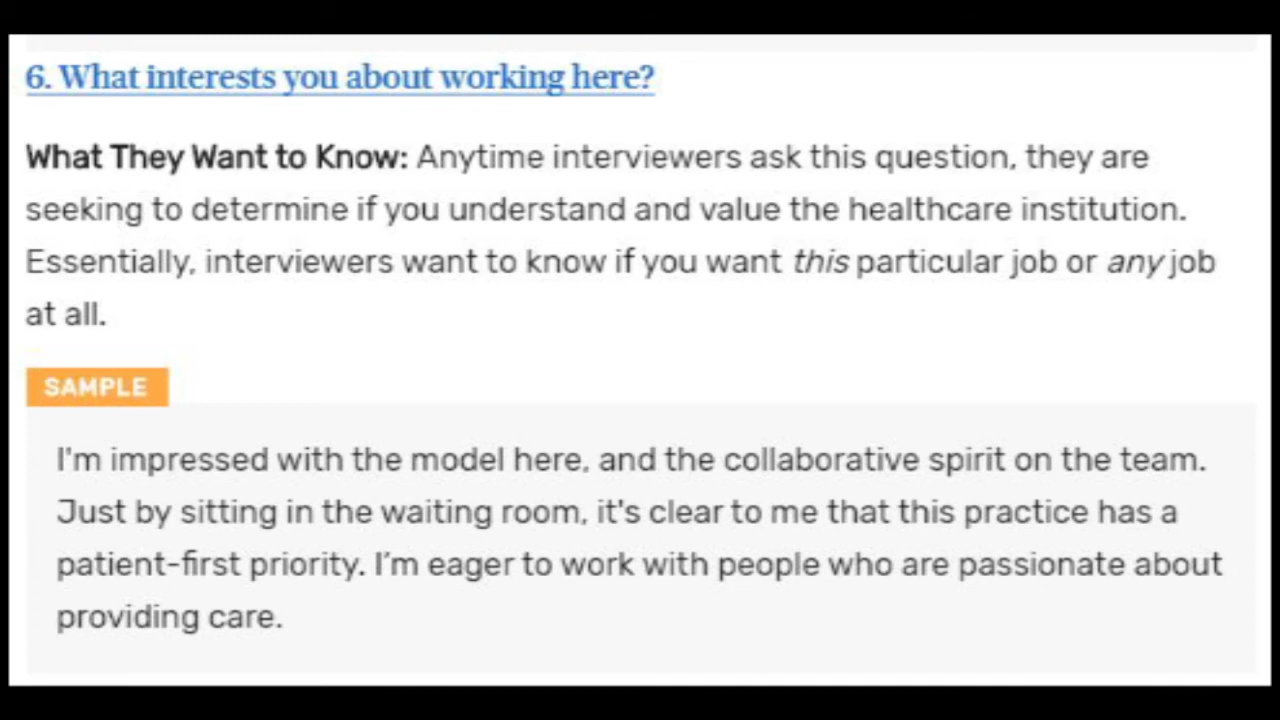 6. What interests you about working here?
What They Want to Know: Anytime interviewers ask this question, they are
seeking to determine if you understand and value the healthcare institution.
Essentially, interviewers want to know if you want this particular job or any job
at all.
SAMPLE
I'm impressed with the model here, and the collaborative spirit on the team.
Just by sitting in the waiting room, it's clear to me that this practice has a
patient-first priority. I’m eager to work with people who are passionate about
providing care.